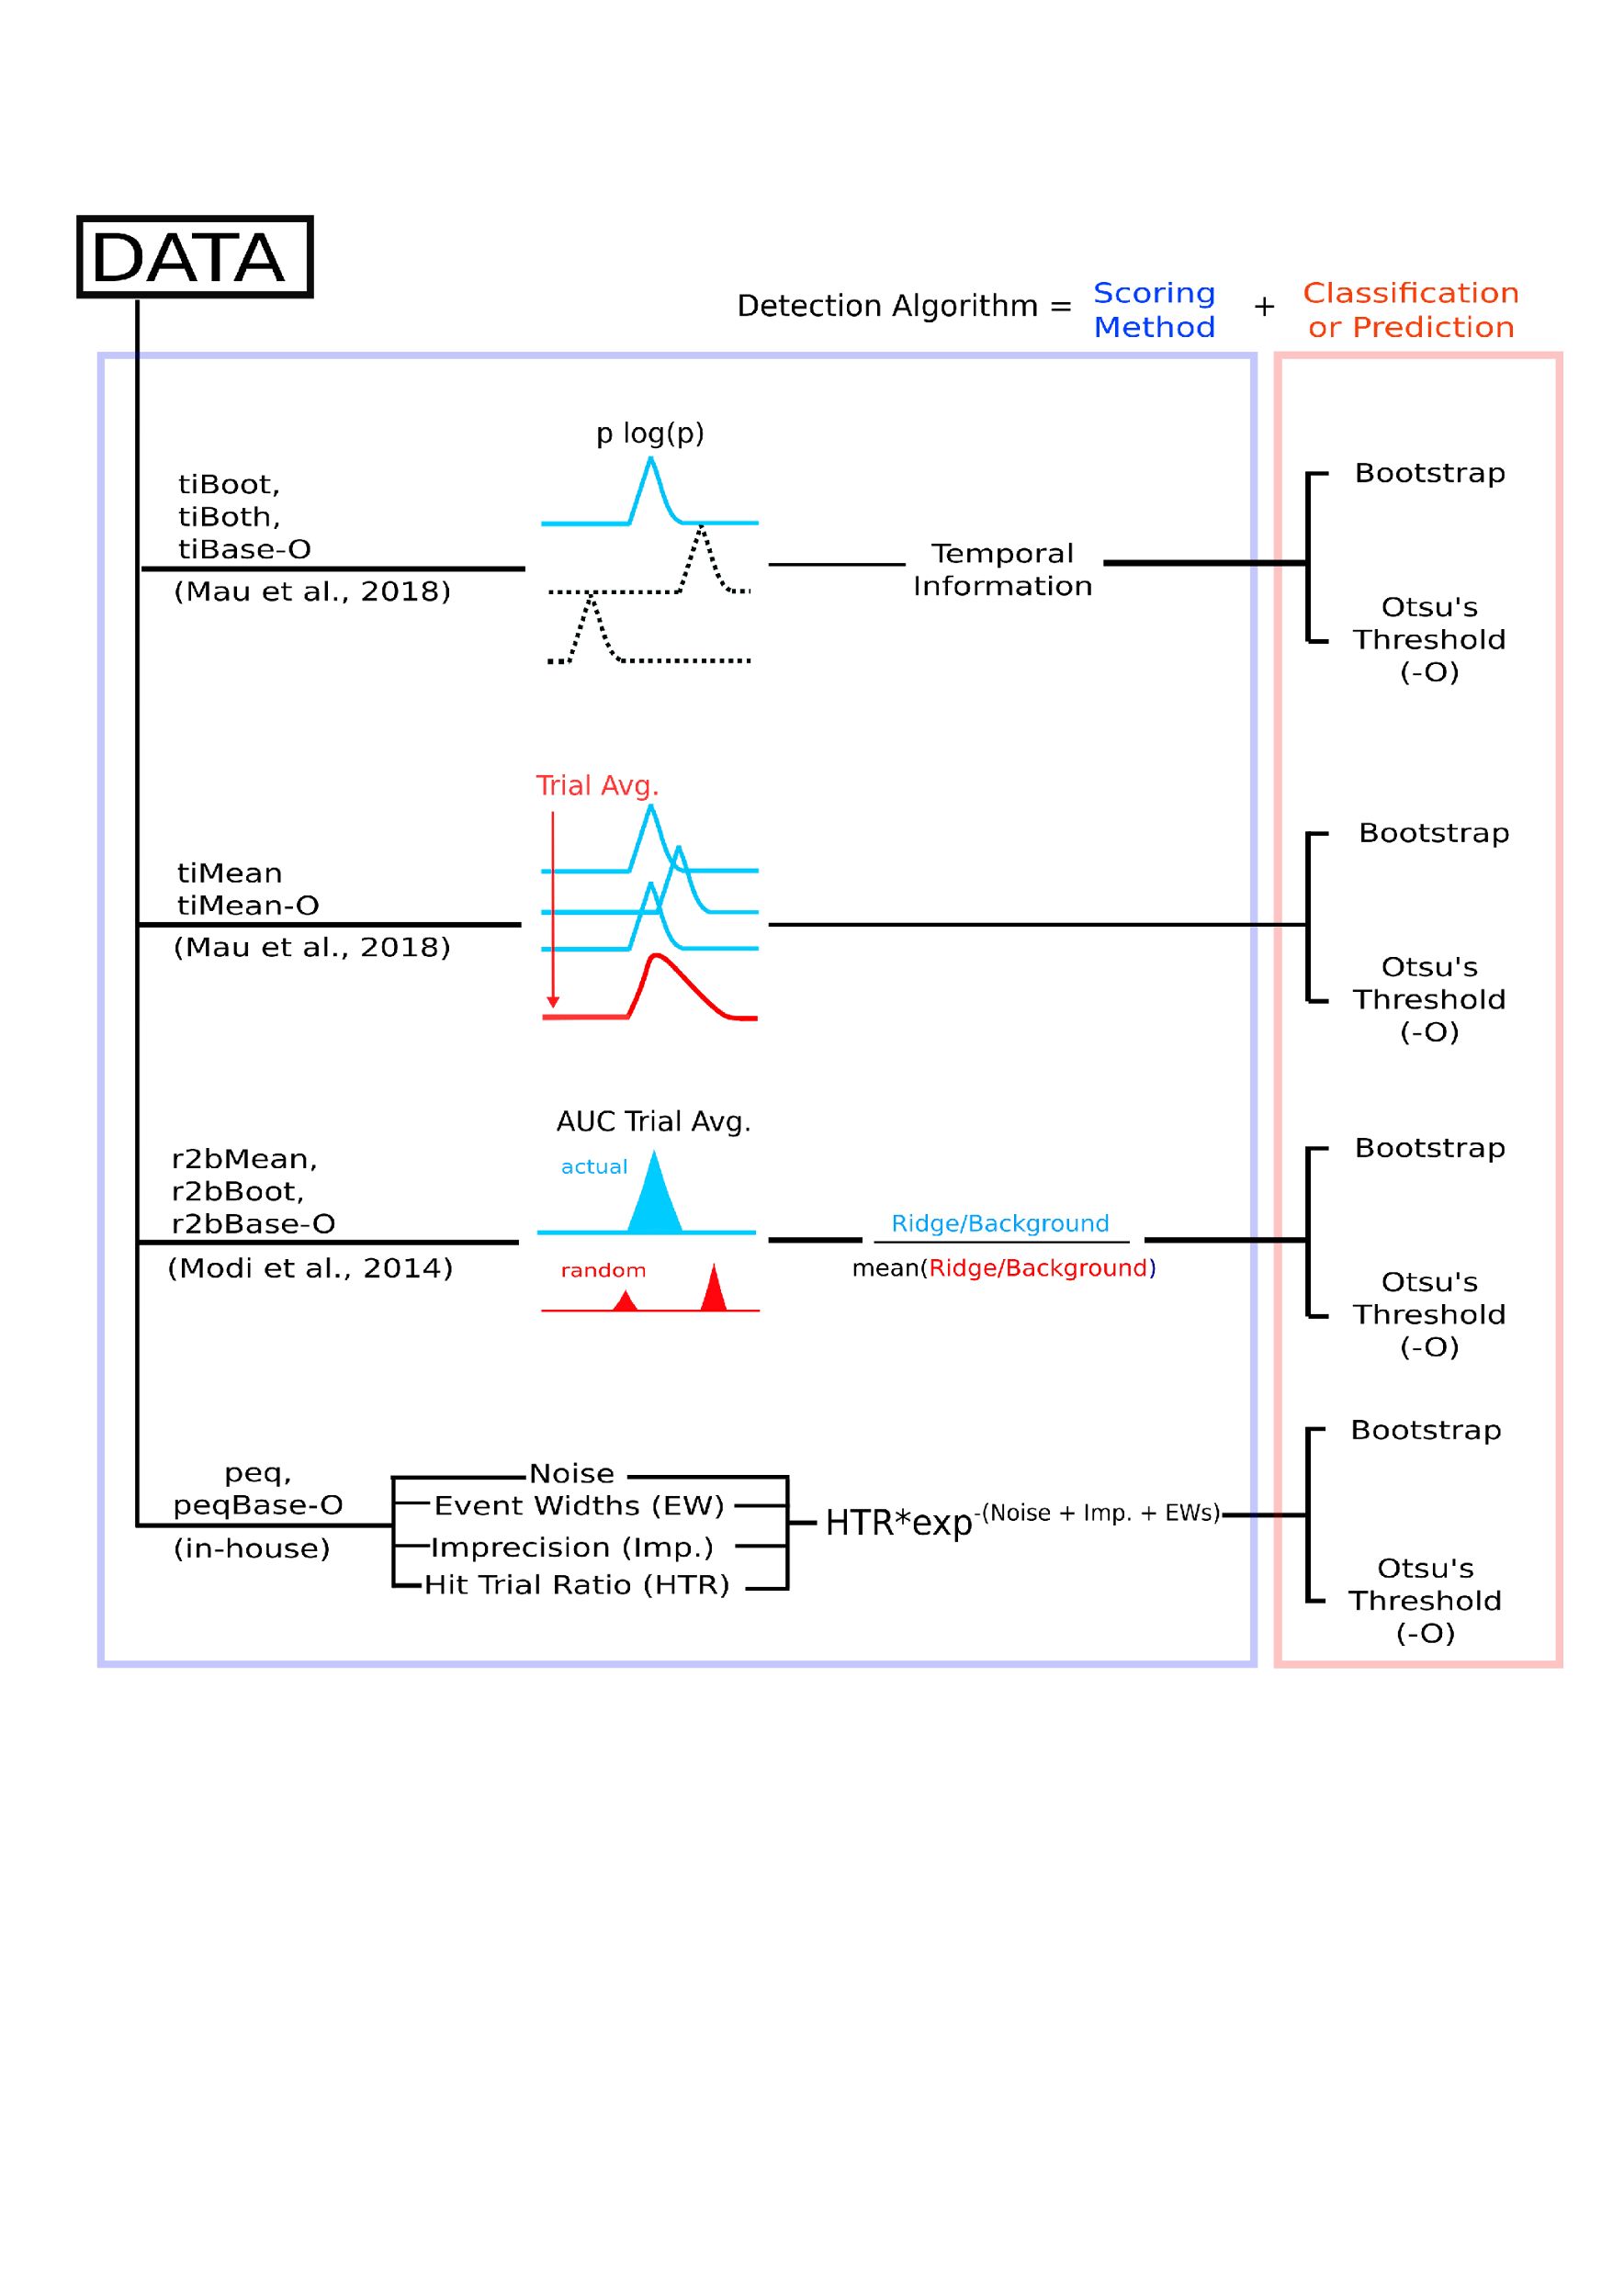 DATA
Detection Algorithm =
Scoring
Method
+
Classification
or Prediction
tiBoot,
tiBoth,
tiBase-O
(Mau et al., 2018)
p log(p)
Temporal
Information
Bootstrap
Otsu's
Threshold
(-O)
tiMean
tiMean-O
(Mau et al., 2018)
Trial Avg.
Bootstrap
Otsu's
Threshold
(-O)
r2bMean,
r2bBoot,
r2bBase-O
(Modi et al., 2014)
AUC Trial Avg.
actual
random
Ridge/Background
mean(Ridge/Background)
Bootstrap
Otsu's
Threshold
(-O)
peq,
peqBase-O
(in-house)
Noise
Event Widths (EW)
Imprecision (Imp.)
Hit Trial Ratio (HTR)
HTR*exp-(Noise + Imp. + EWs)
Bootstrap
Otsu's
Threshold
(-O)